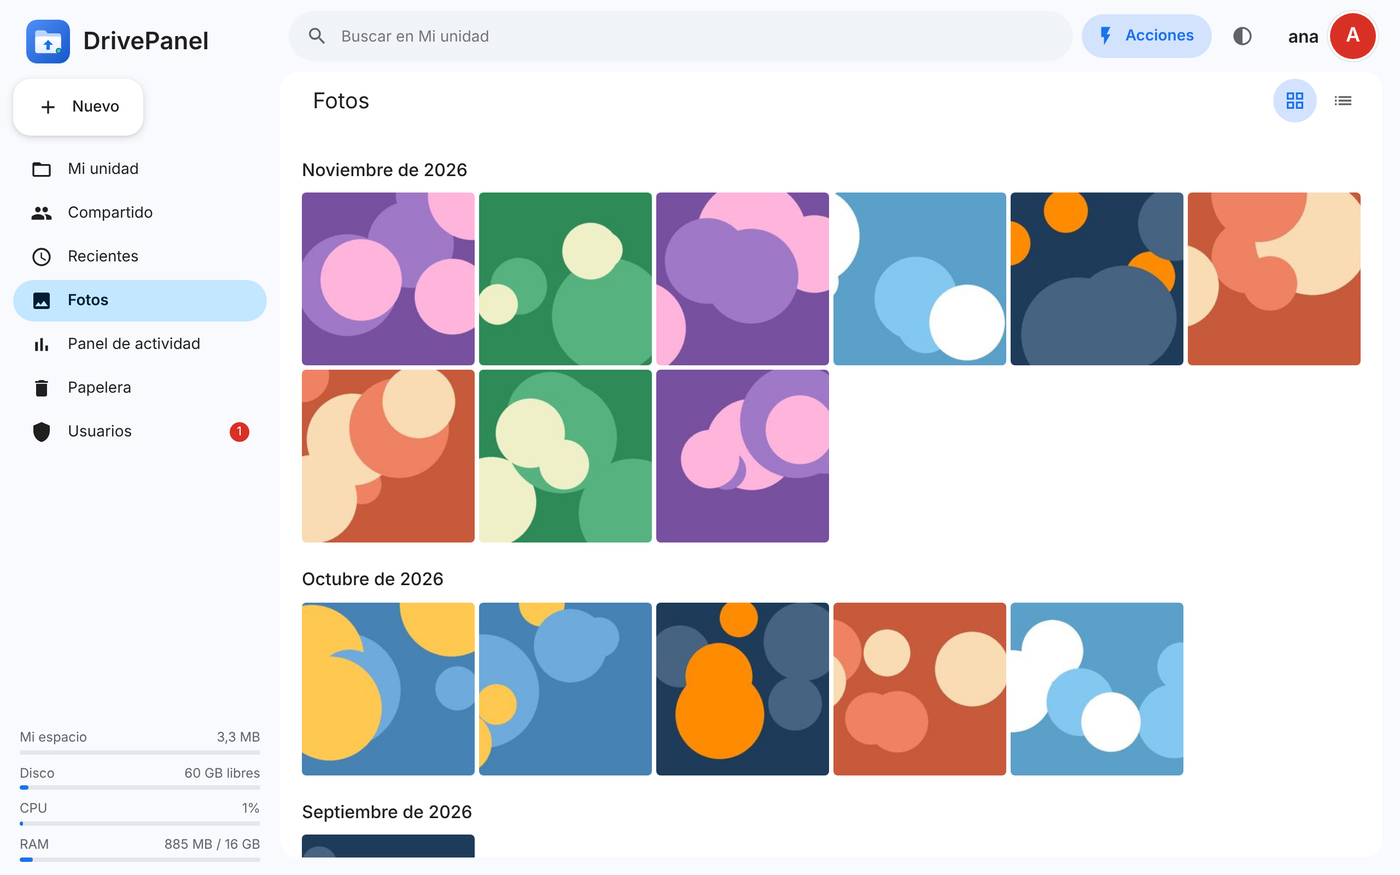 DrivePanel
Buscar en Mi unidad
Acciones
ana
A
Nuevo
Fotos
Mi unidad
Compartido
Recientes
Fotos
Panel de actividad
Papelera
Usuarios
1
Noviembre de 2026
Octubre de 2026
Septiembre de 2026
Mi espacio 3,3 MB
Disco 60 GB libres
CPU 1%
RAM 885 MB / 16 GB